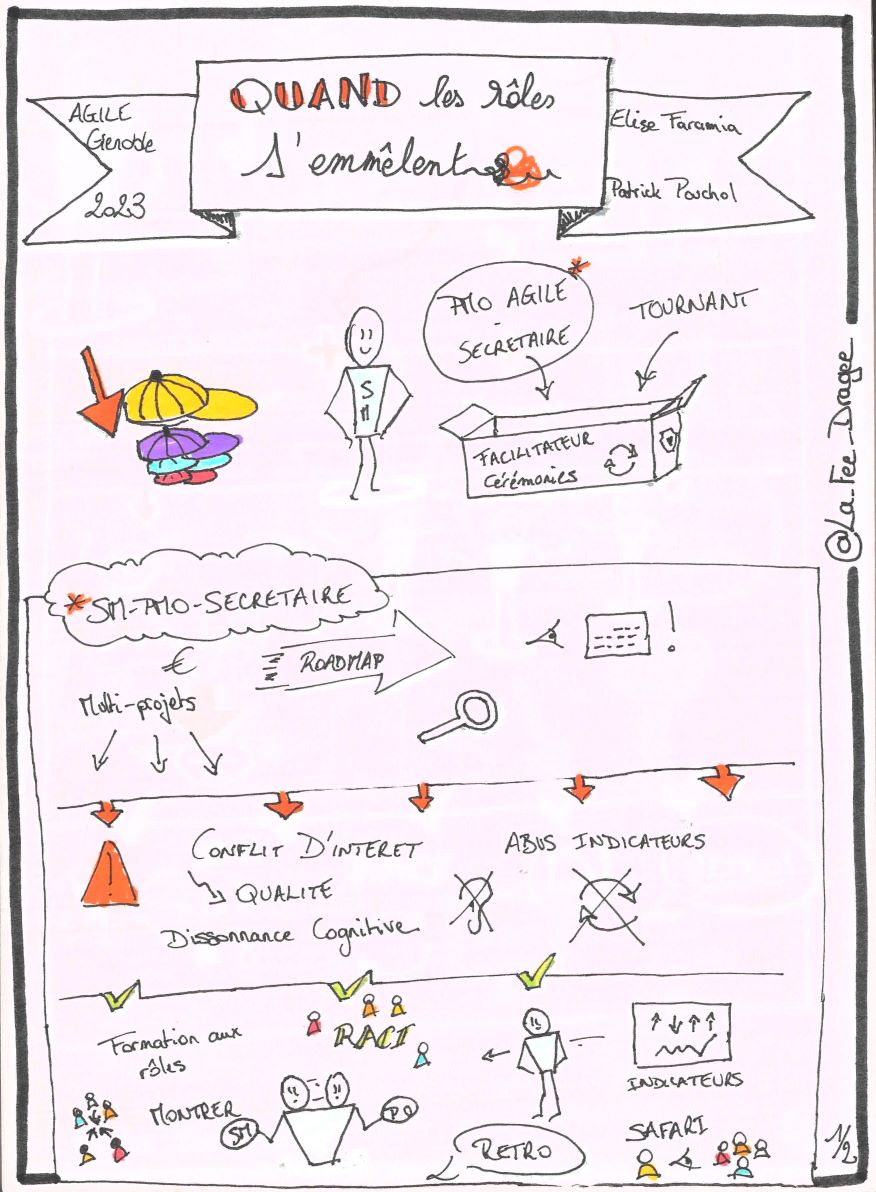 AGILE
Grenoble
2023
QUAND les rôles
s'emmêlent
Elise Faramia
Patrick Pouchol
PMO AGILE
-
SECRETAIRE
*
TOURNANT
SM
FACILITATEUR
Cérémonies
@La_Fee_Dragee
* SM-PMO-SECRETAIRE
€
Multi-projets
ROADMAP
!
!
CONFLIT D'INTERET
QUALITE
Dissonnance Cognitive
ABUS INDICATEURS
Formation aux
rôles
RACI
MONTRER
SM
PO
RETRO
INDICATEURS
SAFARI
1/2